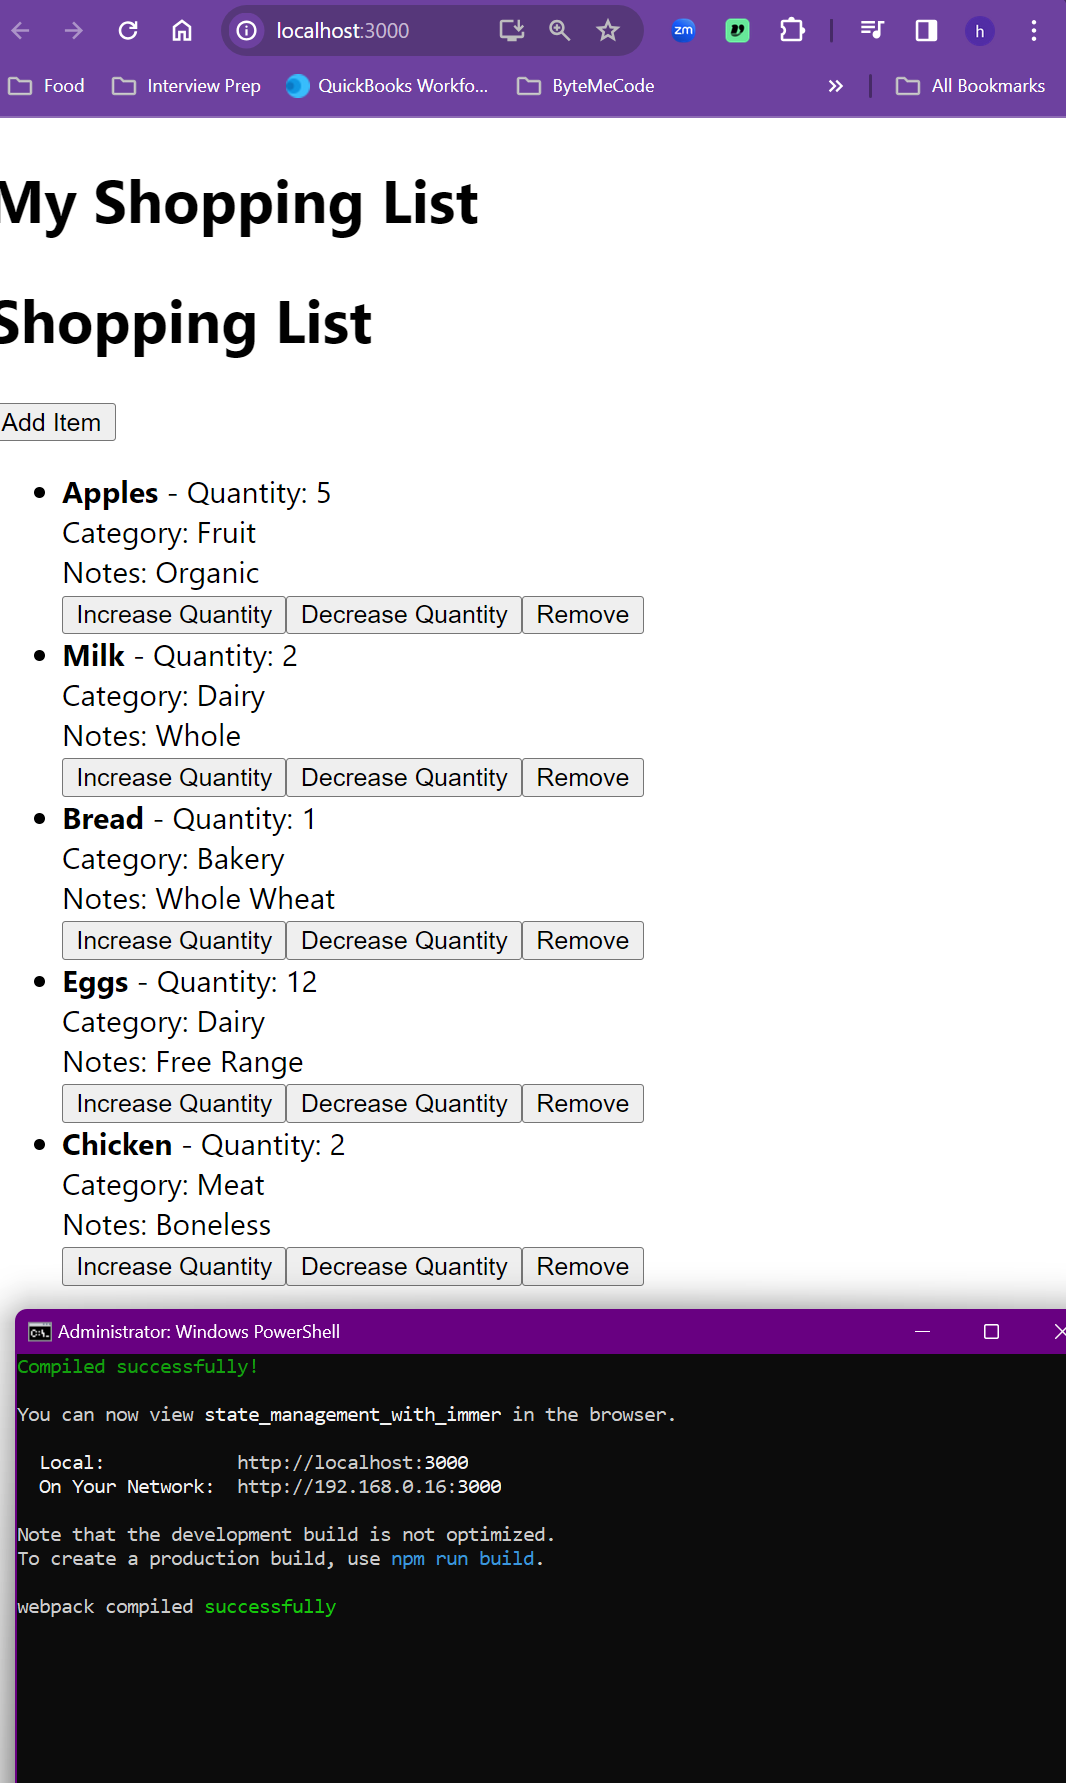 localhost:3000
zm
h
Food
Interview Prep
QuickBooks Workfo...
ByteMeCode
»
All Bookmarks
My Shopping List
Shopping List
Add Item
Apples - Quantity: 5
Category: Fruit
Notes: Organic
Increase Quantity Decrease Quantity Remove
Milk - Quantity: 2
Category: Dairy
Notes: Whole
Increase Quantity Decrease Quantity Remove
Bread - Quantity: 1
Category: Bakery
Notes: Whole Wheat
Increase Quantity Decrease Quantity Remove
Eggs - Quantity: 12
Category: Dairy
Notes: Free Range
Increase Quantity Decrease Quantity Remove
Chicken - Quantity: 2
Category: Meat
Notes: Boneless
Increase Quantity Decrease Quantity Remove
Administrator: Windows PowerShell
Compiled successfully!
You can now view state_management_with_immer in the browser.
Local: http://localhost:3000
On Your Network: http://192.168.0.16:3000
Note that the development build is not optimized.
To create a production build, use npm run build.
webpack compiled successfully